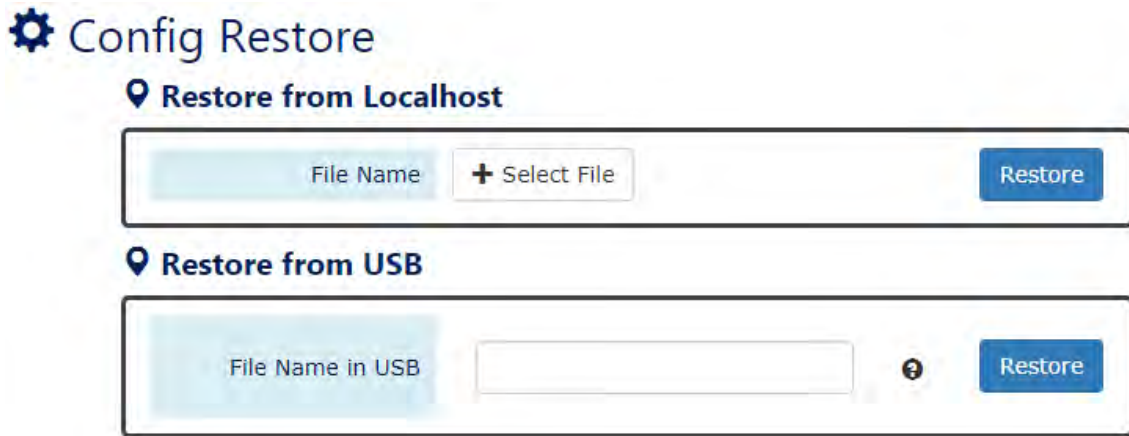 Config Restore
Restore from Localhost
File Name + Select File Restore
Restore from USB
File Name in USB ? Restore